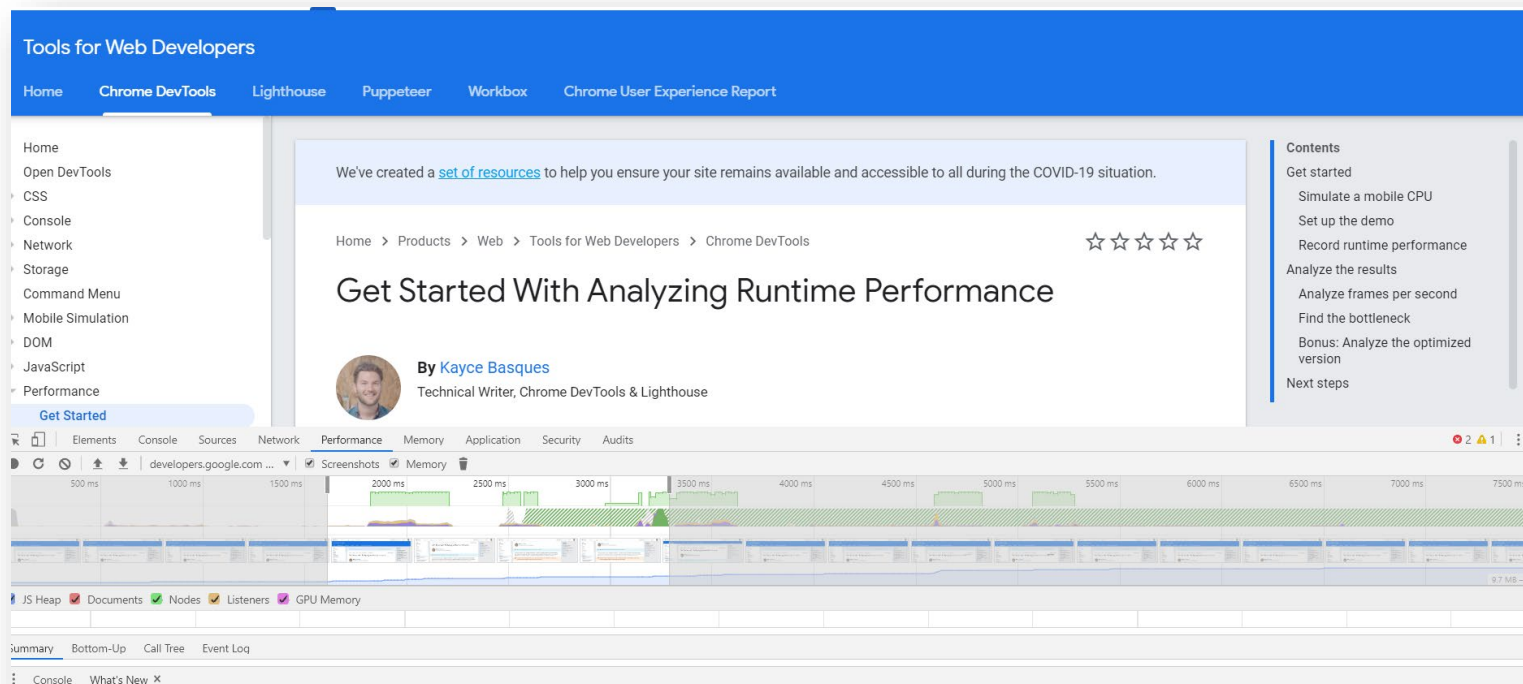 Tools for Web Developers
Home Chrome DevTools Lighthouse Puppeteer Workbox Chrome User Experience Report
Home
Open DevTools
CSS
Console
Network
Storage
Command Menu
Mobile Simulation
DOM
JavaScript
Performance
Get Started
We've created a set of resources to help you ensure your site remains available and accessible to all during the COVID-19 situation.
Home > Products > Web > Tools for Web Developers > Chrome DevTools
Get Started With Analyzing Runtime Performance
By Kayce Basques
Technical Writer, Chrome DevTools & Lighthouse
Contents
Get started
Simulate a mobile CPU
Set up the demo
Record runtime performance
Analyze the results
Analyze frames per second
Find the bottleneck
Bonus: Analyze the optimized
version
Next steps
Elements Console Sources Network Performance Memory Application Security Audits 2 1
developers.google.com ... Screenshots Memory
500 ms 1000 ms 1500 ms 2000 ms 2500 ms 3000 ms 3500 ms 4000 ms 4500 ms 5000 ms 5500 ms 6000 ms 6500 ms 7000 ms 7500 m
9.7 MB
JS Heap Documents Nodes Listeners GPU Memory
Summary Bottom-Up Call Tree Event Log
Console What's New ×